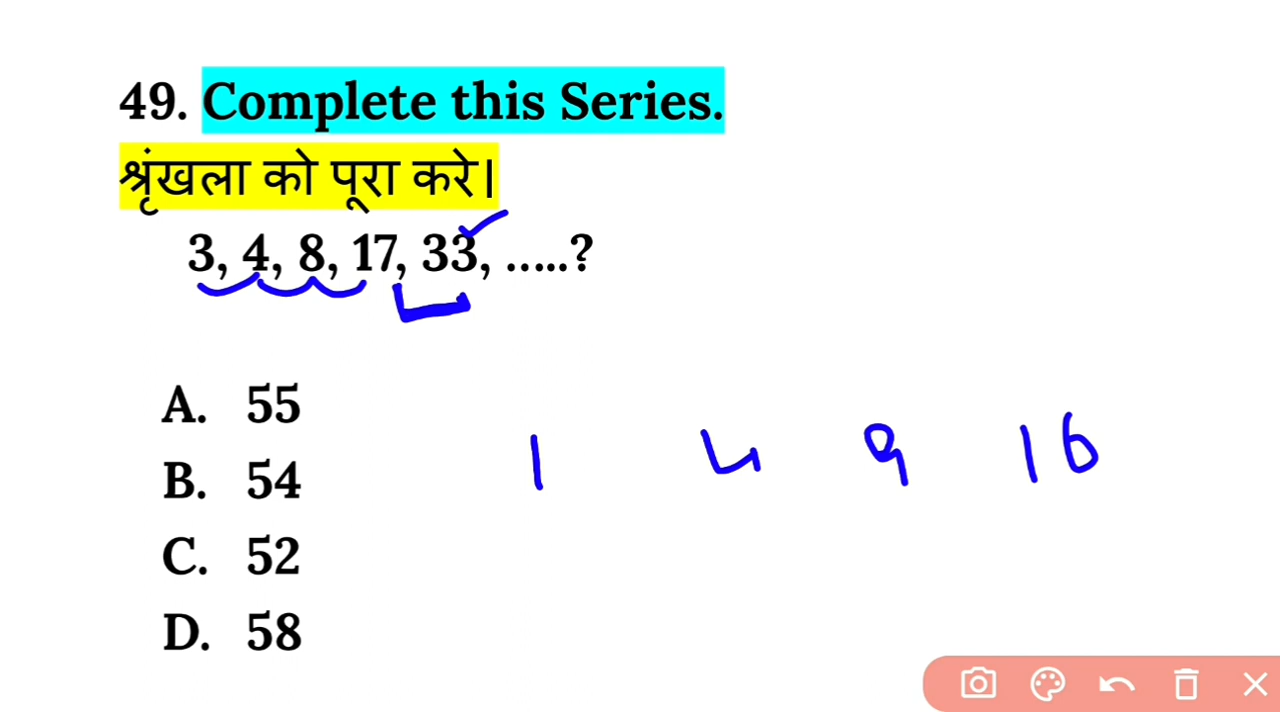 49. Complete this Series.
श्रृंखला को पूरा करे।
3, 4, 8, 17, 33, .....?
A. 55
B. 54
C. 52
D. 58
1 4 9 16